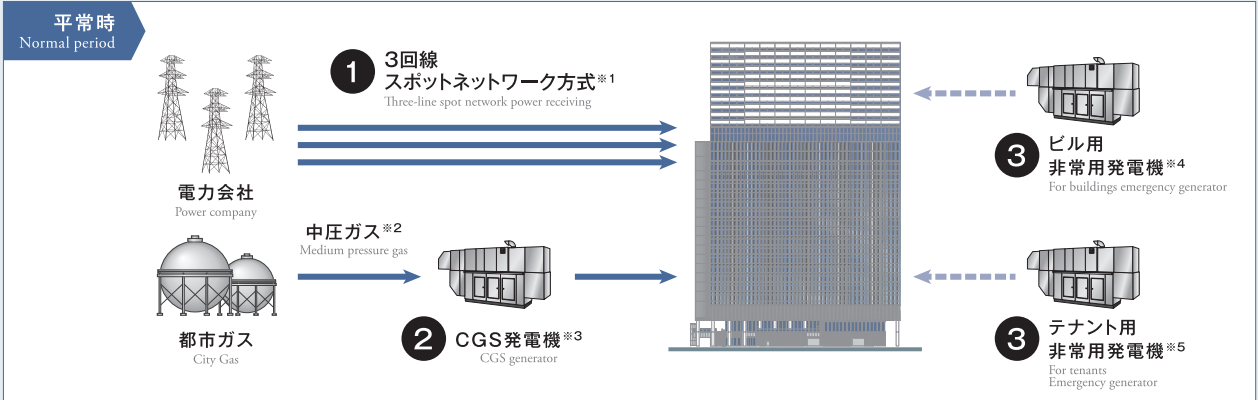 平常時
Normal period
1
3回線
スポットネットワーク方式※1
Three-line spot network power receiving
電力会社
Power company
中圧ガス※2
Medium pressure gas
都市ガス
City Gas
2
CGS発電機※3
CGS generator
3
ビル用
非常用発電機※4
For buildings emergency generator
3
テナント用
非常用発電機※5
For tenants
Emergency generator